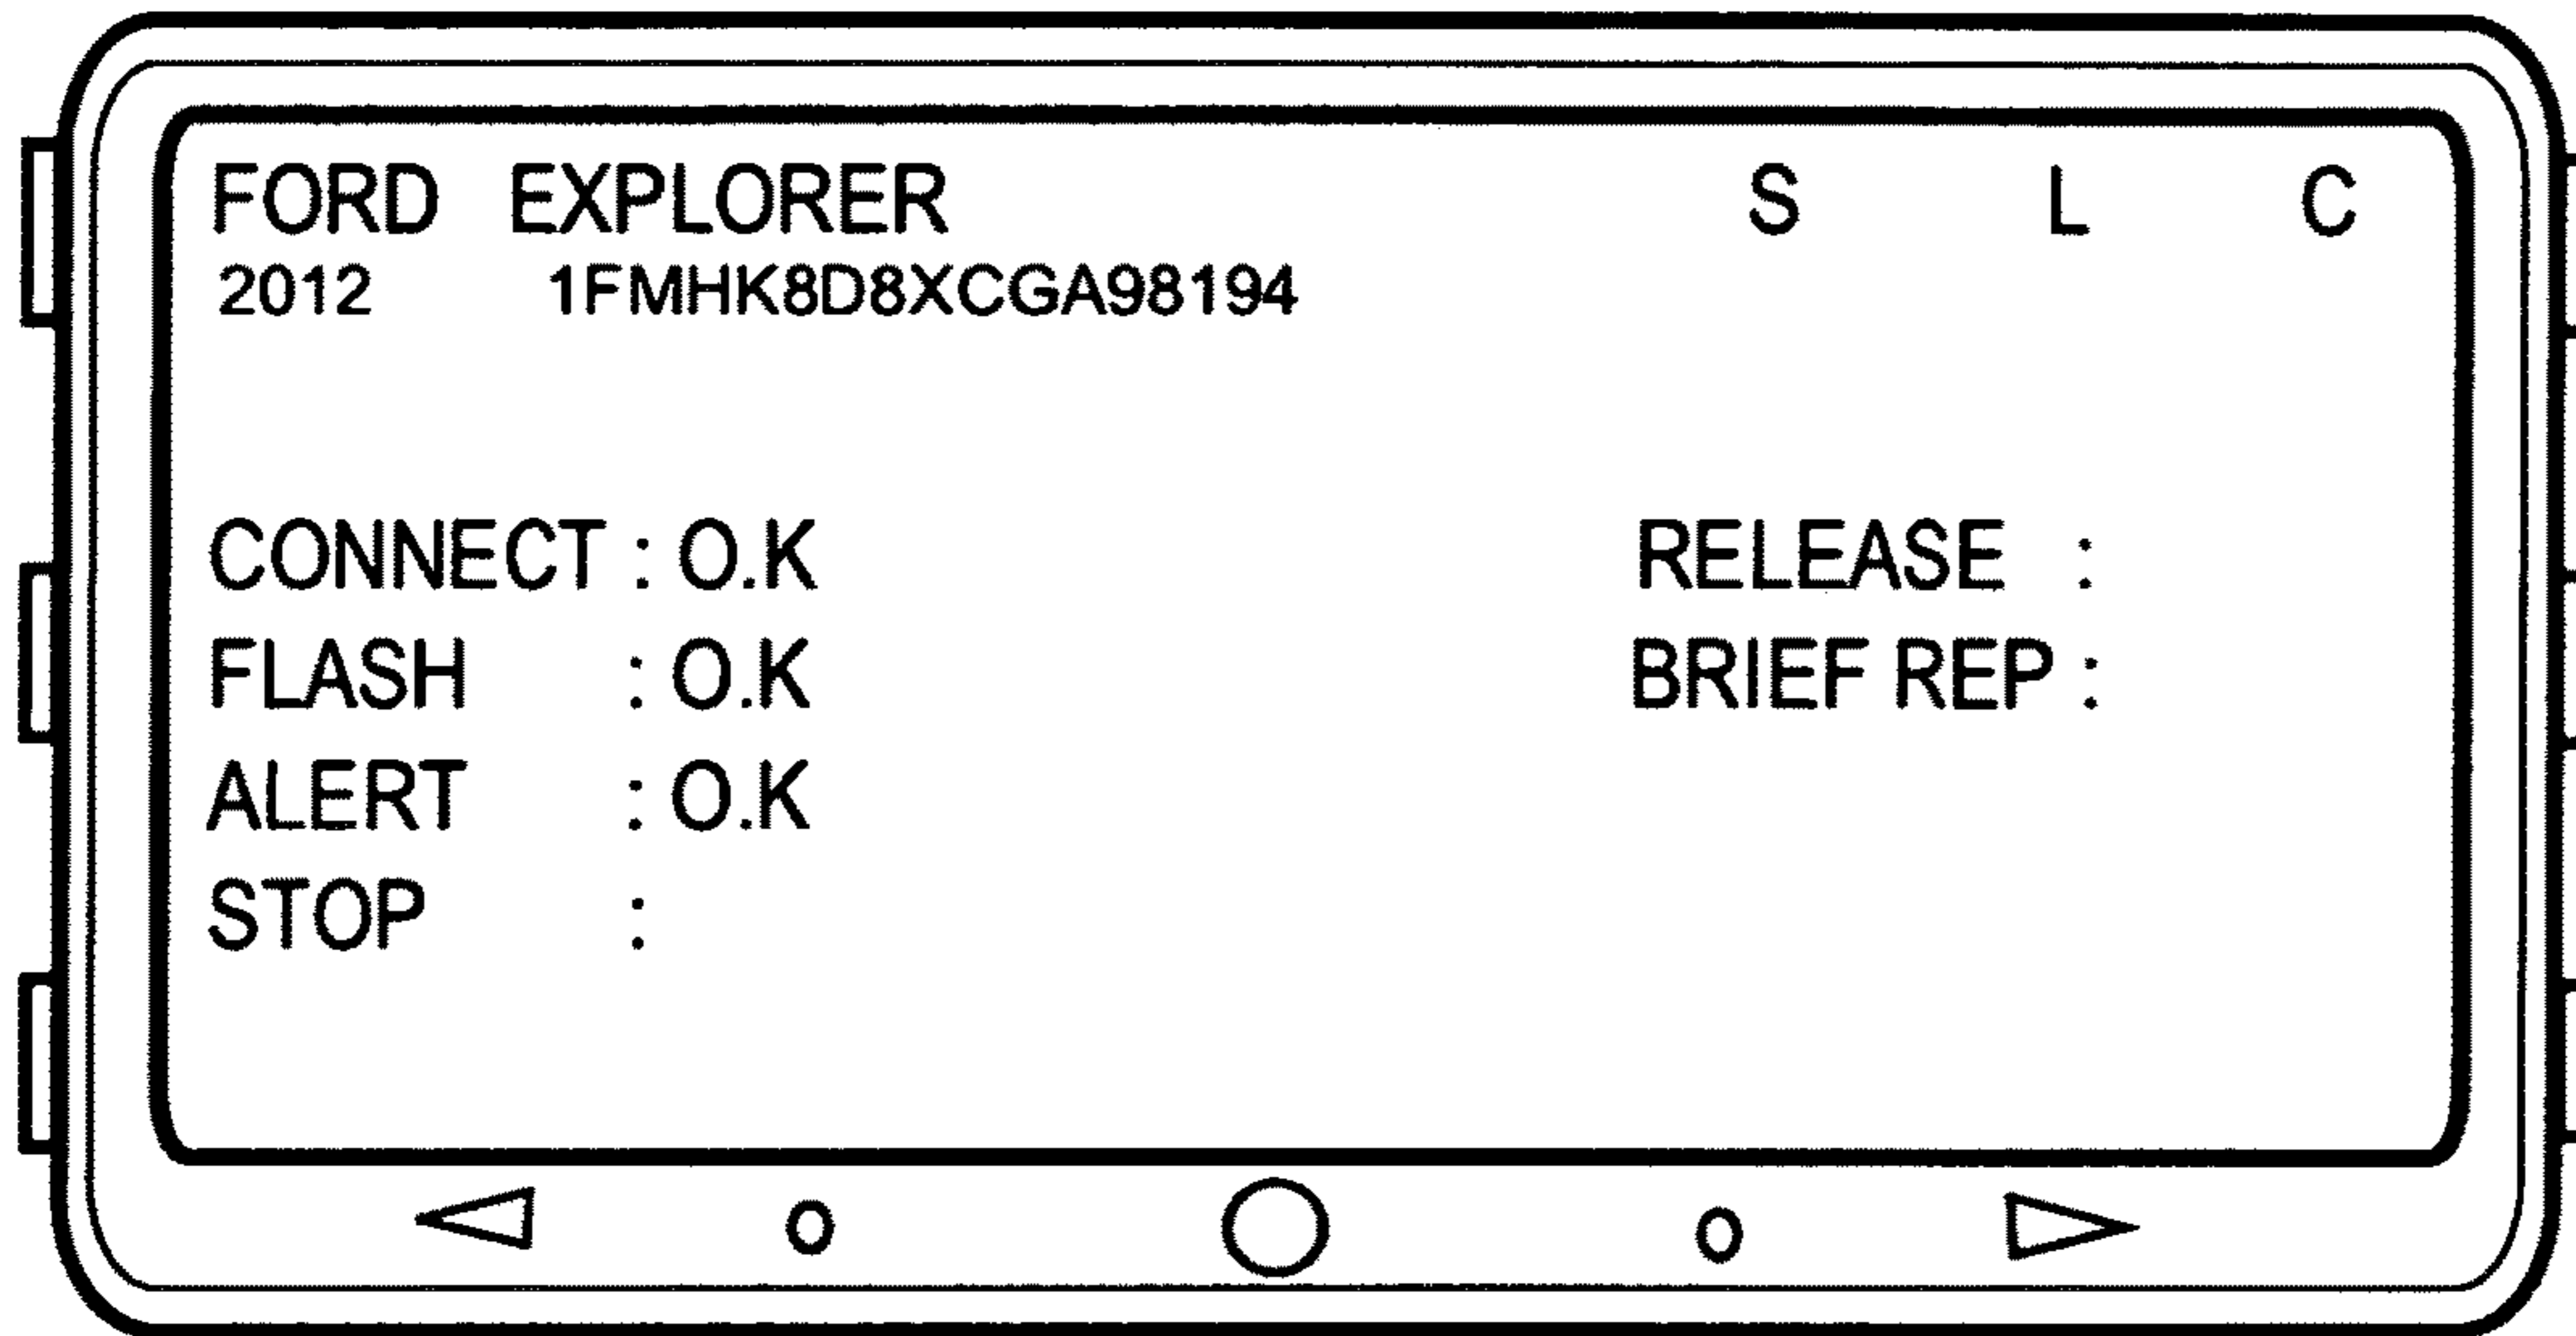 FORD EXPLORER S L C
2012 1FMHK8D8XCGA98194
CONNECT : O.K RELEASE :
FLASH : O.K BRIEF REP :
ALERT : O.K
STOP :